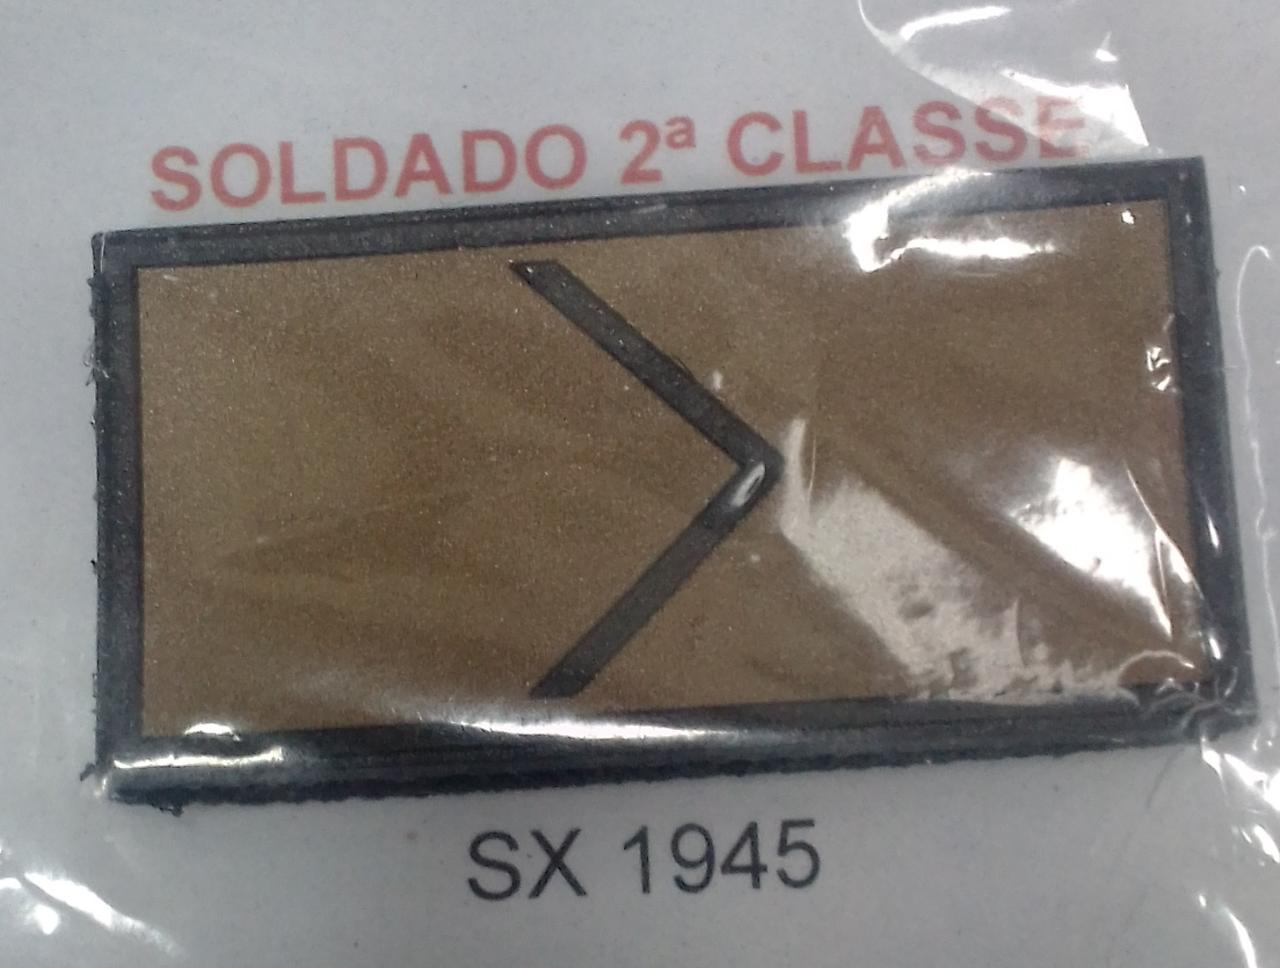 SOLDADO 2ª CLASSE
SX 1945